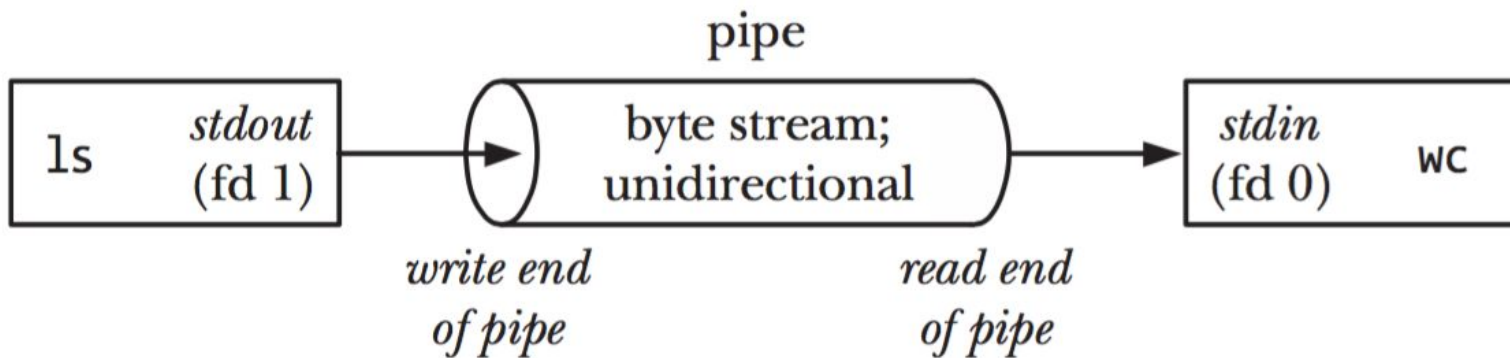 pipe
ls
stdout
(fd 1)
byte stream;
unidirectional
stdin
(fd 0)
wc
write end
of pipe
read end
of pipe